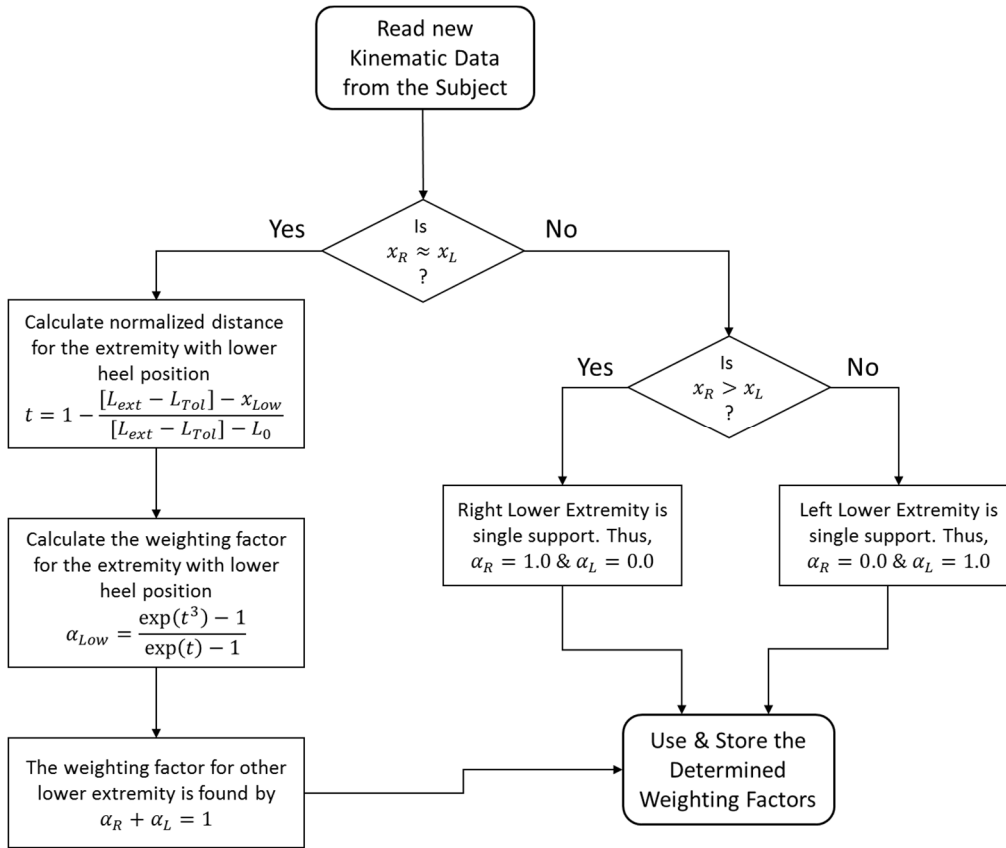 Read new
Kinematic Data
from the Subject
Yes
Is
x_R ≈ x_L
?
No
Calculate normalized distance
for the extremity with lower
heel position
t = 1 − ([L_ext − L_Tol] − x_Low) / ([L_ext − L_Tol] − L_0)
Calculate the weighting factor
for the extremity with lower
heel position
α_Low = (exp(t³) − 1) / (exp(t) − 1)
The weighting factor for other
lower extremity is found by
α_R + α_L = 1
Yes
Is
x_R > x_L
?
No
Right Lower Extremity is
single support. Thus,
α_R = 1.0 & α_L = 0.0
Left Lower Extremity is
single support. Thus,
α_R = 0.0 & α_L = 1.0
Use & Store the
Determined
Weighting Factors